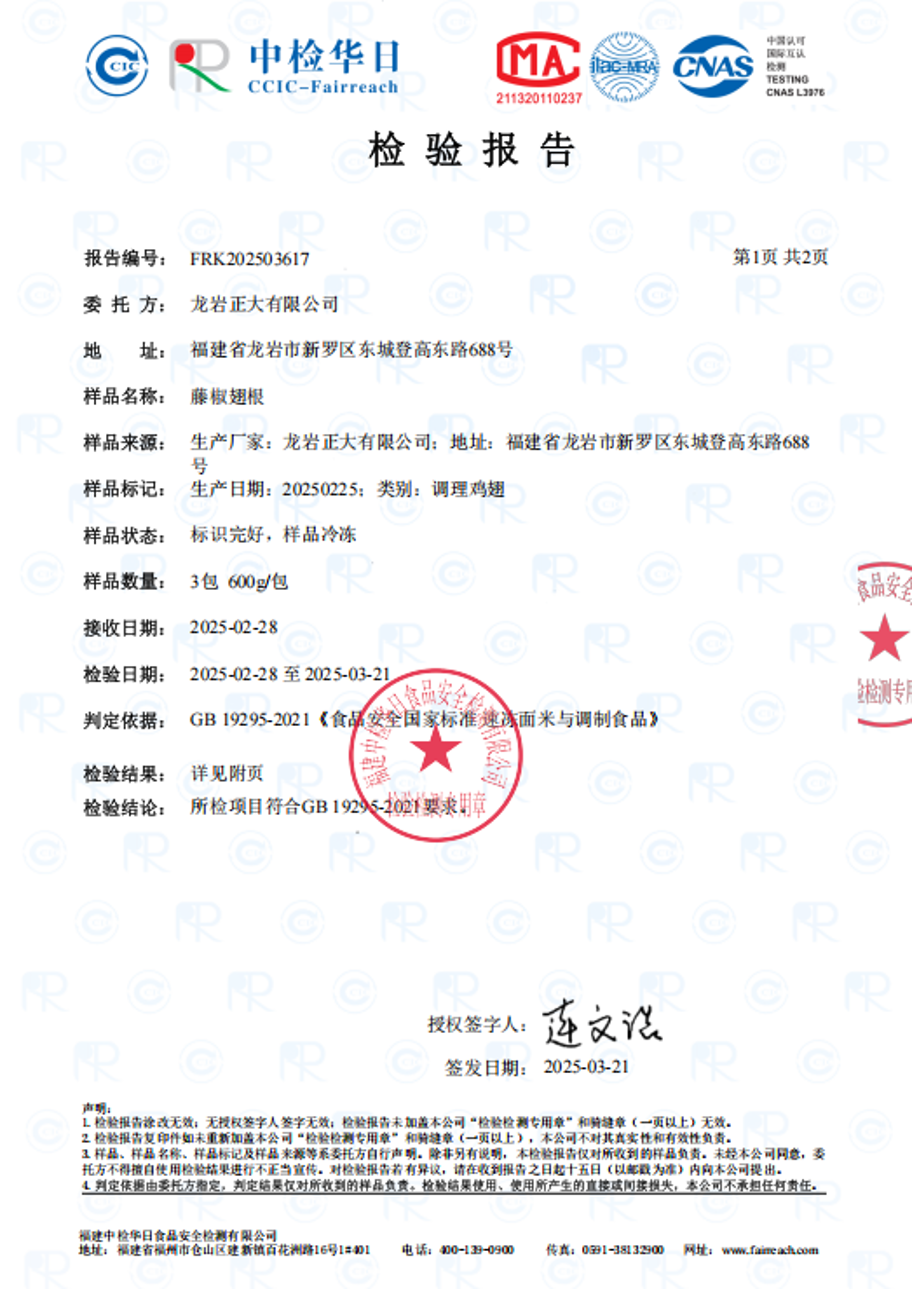 CCIC
中检华日
CCIC-Fairreach
MA
211320110237
ilac-MRA
CNAS
中国认可
国际互认
检测
TESTING
CNAS L3976
检验报告
报告编号： FRK202503617 第1页 共2页
委 托 方： 龙岩正大有限公司
地 址： 福建省龙岩市新罗区东城登高东路688号
样品名称： 藤椒翅根
样品来源： 生产厂家：龙岩正大有限公司；地址：福建省龙岩市新罗区东城登高东路688
号
样品标记： 生产日期：20250225；类别：调理鸡翅
样品状态： 标识完好，样品冷冻
样品数量： 3包 600g/包
接收日期： 2025-02-28
检验日期： 2025-02-28 至 2025-03-21
判定依据： GB 19295-2021《食品安全国家标准 速冻面米与调制食品》
检验结果： 详见附页
检验结论： 所检项目符合GB 19295-2021要求。
福建中检华日食品安全检测有限公司
检验检测专用章
食品安全
检测专用
授权签字人： 连文浩
签发日期： 2025-03-21
声明：
1. 检验报告涂改无效；无授权签字人签字无效；检验报告未加盖本公司“检验检测专用章”和骑缝章（一页以上）无效。
2. 检验报告复印件如未重新加盖本公司“检验检测专用章”和骑缝章（一页以上），本公司不对其真实性和有效性负责。
3. 样品、样品名称、样品标记及样品来源等系委托方自行声明。除非另有说明，本检验报告仅对所收到的样品负责。未经本公司同意，委
托方不得擅自使用检验结果进行不正当宣传。对检验报告若有异议，请在收到报告之日起十五日（以邮戳为准）内向本公司提出。
4. 判定依据由委托方指定，判定结果仅对所收到的样品负责。检验结果使用、使用所产生的直接或间接损失，本公司不承担任何责任。
福建中检华日食品安全检测有限公司
地址：福建省福州市仓山区建新镇百花洲路16号1#401 电话：400-139-0900 传真：0591-38132900 网址：www.fairreach.com